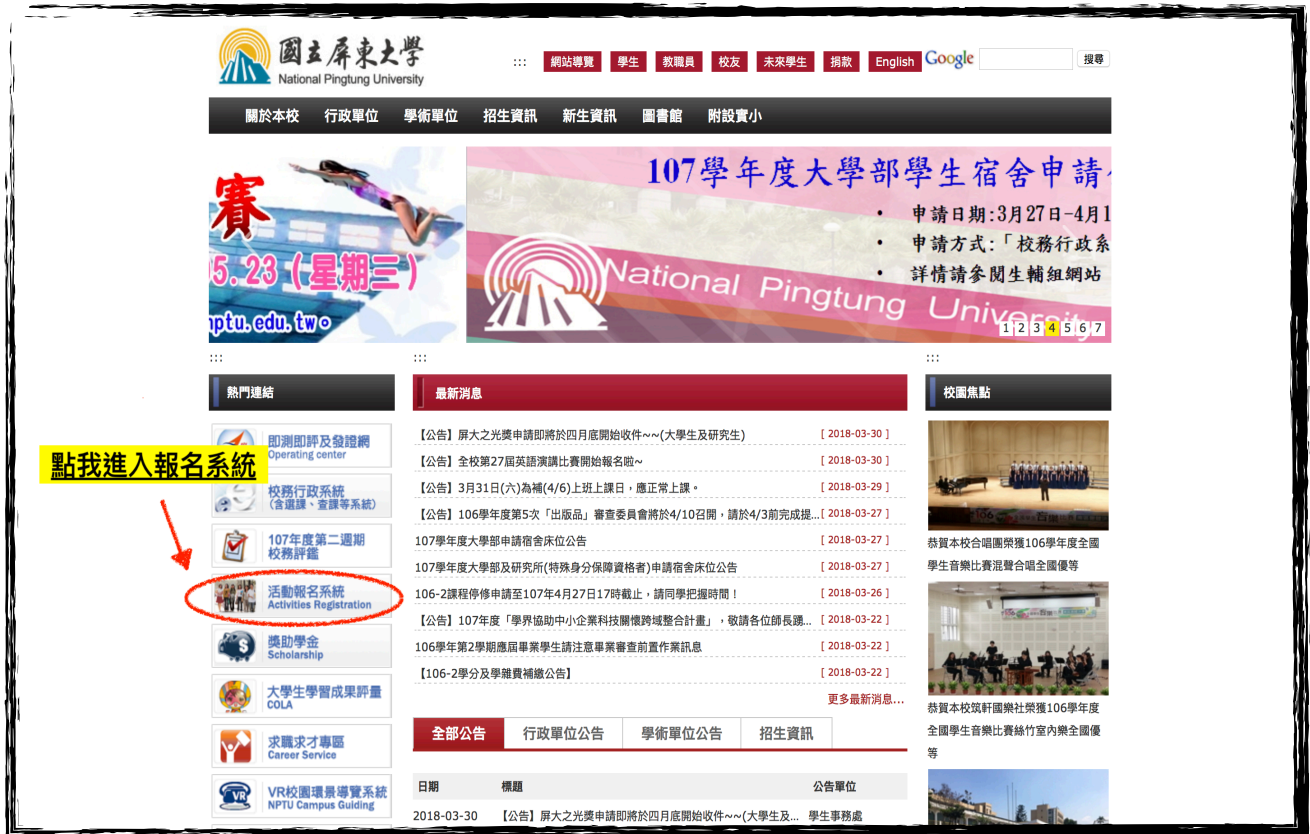 國立屏東大學
National Pingtung University
::: 網站導覽 學生 教職員 校友 未來學生 捐款 English Google 搜尋
關於本校 行政單位 學術單位 招生資訊 新生資訊 圖書館 附設實小
賽
05.23（星期三）
nptu.edu.tw。
107學年度大學部學生宿舍申請
• 申請日期:3月27日-4月1
• 申請方式:「校務行政系
• 詳情請參閱生輔組網站
National Pingtung University
1 2 3 4 5 6 7
::: ::: :::
熱門連結
點我進入報名系統
即測即評及發證網
Operating center
校務行政系統
(含選課、查課等系統)
107年度第二週期
校務評鑑
活動報名系統
Activities Registration
獎助學金
Scholarship
大學生學習成果評量
COLA
求職求才專區
Career Service
VR
VR校園環景導覽系統
NPTU Campus Guiding
最新消息
【公告】屏大之光獎申請即將於四月底開始收件~~(大學生及研究生) [ 2018-03-30 ]
【公告】全校第27屆英語演講比賽開始報名啦~ [ 2018-03-30 ]
【公告】3月31日(六)為補(4/6)上班上課日，應正常上課。 [ 2018-03-29 ]
【公告】106學年度第5次「出版品」審查委員會將於4/10召開，請於4/3前完成提... [ 2018-03-27 ]
107學年度大學部申請宿舍床位公告 [ 2018-03-27 ]
107學年度大學部及研究所(特殊身分保障資格者)申請宿舍床位公告 [ 2018-03-27 ]
106-2課程停修申請至107年4月27日17時截止，請同學把握時間！ [ 2018-03-26 ]
【公告】107年度「學界協助中小企業科技關懷跨域整合計畫」，敬請各位師長踴... [ 2018-03-22 ]
106學年第2學期應屆畢業學生請注意畢業審查前置作業訊息 [ 2018-03-22 ]
【106-2學分及學雜費補繳公告】 [ 2018-03-22 ]
更多最新消息...
全部公告 行政單位公告 學術單位公告 招生資訊
日期 標題 公告單位
2018-03-30 【公告】屏大之光獎申請即將於四月底開始收件~~(大學生及... 學生事務處
校園焦點
恭賀本校合唱團榮獲106學年度全國
學生音樂比賽混聲合唱全國優等
恭賀本校筑軒國樂社榮獲106學年度
全國學生音樂比賽絲竹室內樂全國優
等